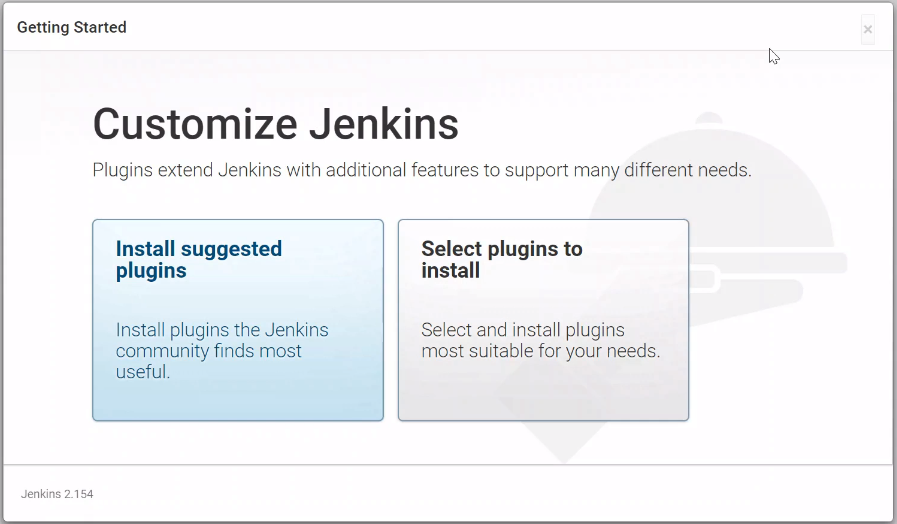 Getting Started
×
Customize Jenkins
Plugins extend Jenkins with additional features to support many different needs.
Install suggested
plugins
Install plugins the Jenkins
community finds most
useful.
Select plugins to
install
Select and install plugins
most suitable for your needs.
Jenkins 2.154